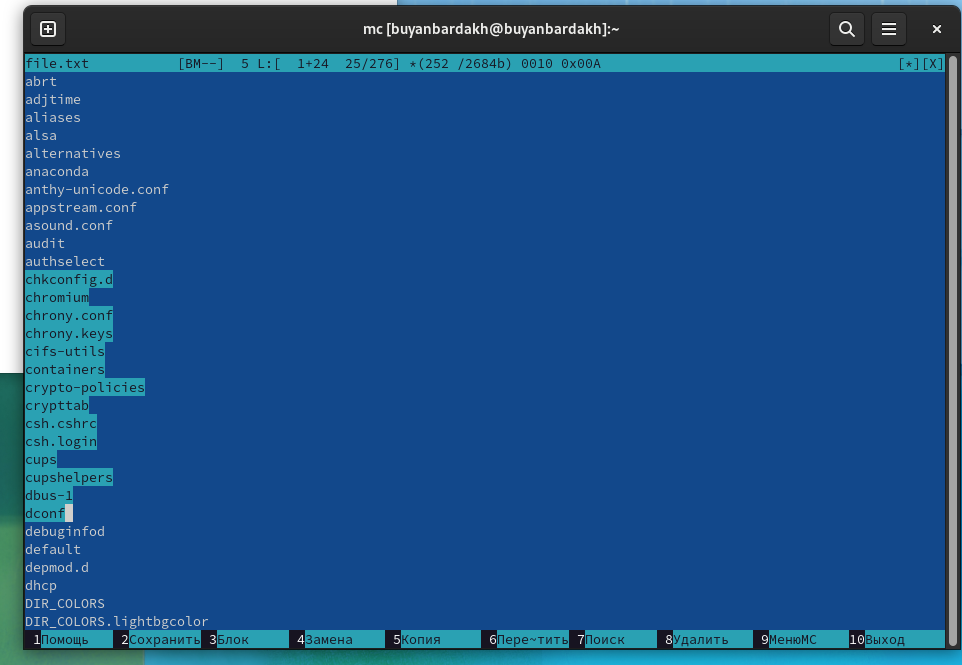 mc [buyanbardakh@buyanbardakh]:~
file.txt [BM--] 5 L:[ 1+24 25/276] *(252 /2684b) 0010 0x00A [*][X]
abrt
adjtime
aliases
alsa
alternatives
anaconda
anthy-unicode.conf
appstream.conf
asound.conf
audit
authselect
chkconfig.d
chromium
chrony.conf
chrony.keys
cifs-utils
containers
crypto-policies
crypttab
csh.cshrc
csh.login
cups
cupshelpers
dbus-1
dconf
debuginfod
default
depmod.d
dhcp
DIR_COLORS
DIR_COLORS.lightbgcolor
1Помощь 2Сохранить 3Блок 4Замена 5Копия 6Пере~тить 7Поиск 8Удалить 9МенюMC 10Выход